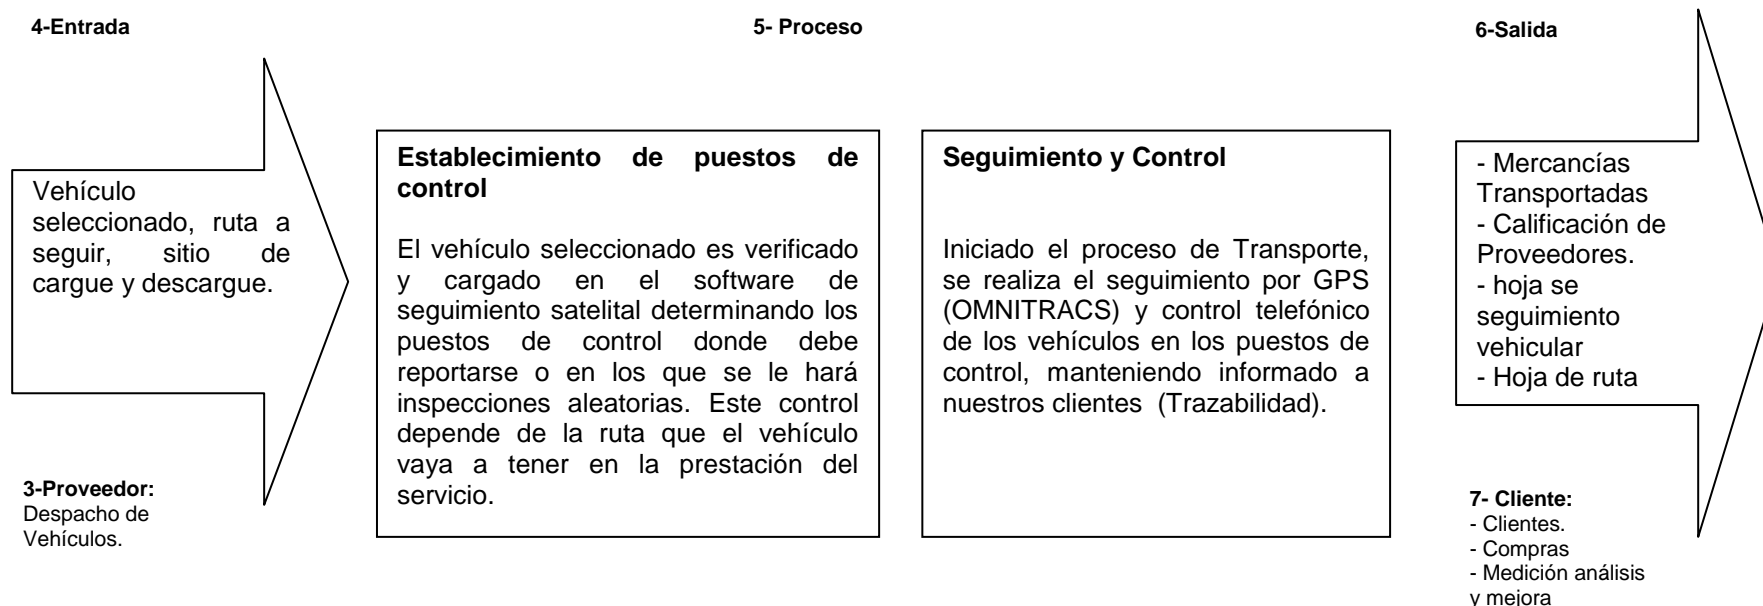 4-Entrada
5- Proceso
6-Salida
Vehículo
seleccionado, ruta a
seguir, sitio de
cargue y descargue.
3-Proveedor:
Despacho de
Vehículos.
Establecimiento de puestos de
control
El vehículo seleccionado es verificado
y cargado en el software de
seguimiento satelital determinando los
puestos de control donde debe
reportarse o en los que se le hará
inspecciones aleatorias. Este control
depende de la ruta que el vehículo
vaya a tener en la prestación del
servicio.
Seguimiento y Control
Iniciado el proceso de Transporte,
se realiza el seguimiento por GPS
(OMNITRACS) y control telefónico
de los vehículos en los puestos de
control, manteniendo informado a
nuestros clientes (Trazabilidad).
- Mercancías
Transportadas
- Calificación de
Proveedores.
- hoja se
seguimiento
vehicular
- Hoja de ruta
7- Cliente:
- Clientes.
- Compras
- Medición análisis
y mejora